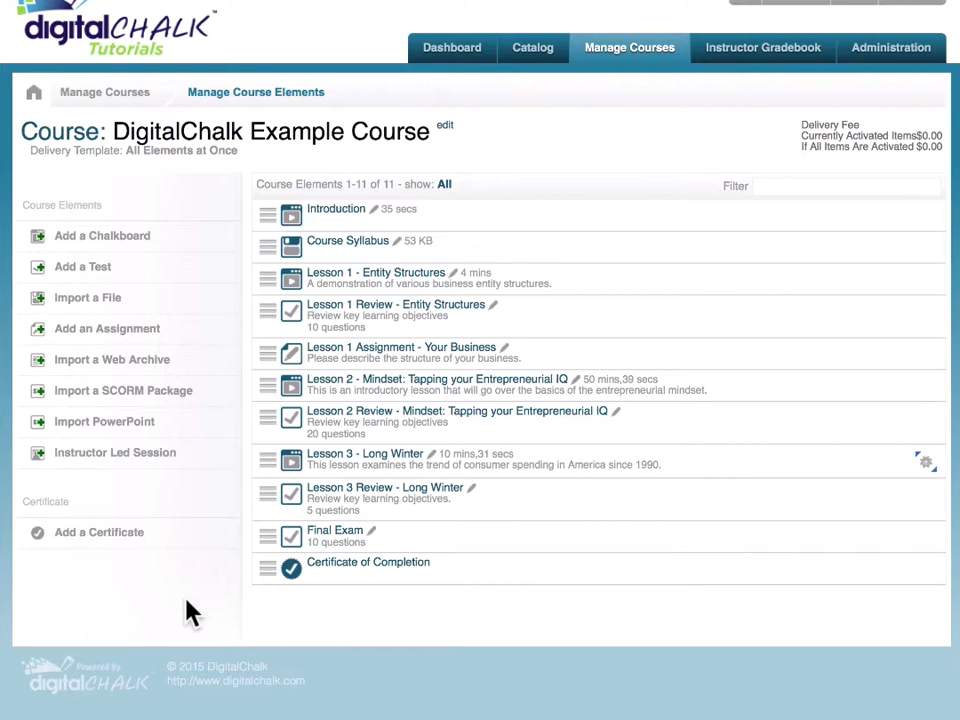 digitalCHALK™
Tutorials
Dashboard
Catalog
Manage Courses
Instructor Gradebook
Administration
Manage Courses
Manage Course Elements
Course: DigitalChalk Example Course edit
Delivery Template: All Elements at Once
Delivery Fee
Currently Activated Items$0.00
If All Items Are Activated $0.00
Course Elements
Add a Chalkboard
Add a Test
Import a File
Add an Assignment
Import a Web Archive
Import a SCORM Package
Import PowerPoint
Instructor Led Session
Certificate
Add a Certificate
Course Elements 1-11 of 11 - show: All
Filter
Introduction 35 secs
Course Syllabus 53 KB
Lesson 1 - Entity Structures 4 mins
A demonstration of various business entity structures.
Lesson 1 Review - Entity Structures
Review key learning objectives
10 questions
Lesson 1 Assignment - Your Business
Please describe the structure of your business.
Lesson 2 - Mindset: Tapping your Entrepreneurial IQ 50 mins,39 secs
This is an introductory lesson that will go over the basics of the entrepreneurial mindset.
Lesson 2 Review - Mindset: Tapping your Entrepreneurial IQ
Review key learning objectives
20 questions
Lesson 3 - Long Winter 10 mins,31 secs
This lesson examines the trend of consumer spending in America since 1990.
Lesson 3 Review - Long Winter
Review key learning objectives.
5 questions
Final Exam
10 questions
Certificate of Completion
Powered by
digitalCHALK
© 2015 DigitalChalk
http://www.digitalchalk.com